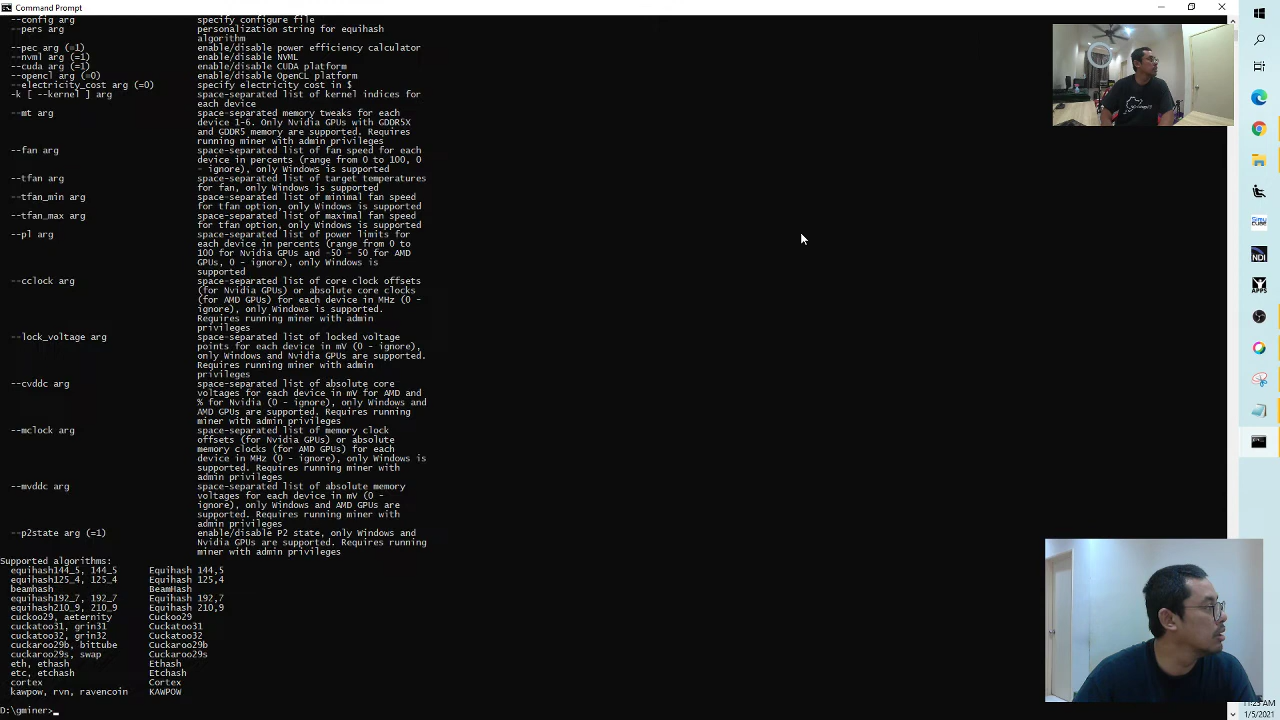 Command Prompt
--config arg specify configure file
--pers arg personalization string for equihash
algorithm
--pec arg (=1) enable/disable power efficiency calculator
--nvml arg (=1) enable/disable NVML
--cuda arg (=1) enable/disable CUDA platform
--opencl arg (=0) enable/disable OpenCL platform
--electricity_cost arg (=0) specify electricity cost in $
-k [ --kernel ] arg space-separated list of kernel indices for
each device
--mt arg space-separated memory tweaks for each
device 1-6. Only Nvidia GPUs with GDDR5X
and GDDR5 memory are supported. Requires
running miner with admin privileges
--fan arg space-separated list of fan speed for each
device in percents (range from 0 to 100, 0
- ignore), only Windows is supported
--tfan arg space-separated list of target temperatures
for fan, only Windows is supported
--tfan_min arg space-separated list of minimal fan speed
for tfan option, only Windows is supported
--tfan_max arg space-separated list of maximal fan speed
for tfan option, only Windows is supported
--pl arg space-separated list of power limits for
each device in percents (range from 0 to
100 for Nvidia GPUs and -50 - 50 for AMD
GPUs, 0 - ignore), only Windows is
supported
--cclock arg space-separated list of core clock offsets
(for Nvidia GPUs) or absolute core clocks
(for AMD GPUs) for each device in MHz (0 -
ignore), only Windows is supported.
Requires running miner with admin
privileges
--lock_voltage arg space-separated list of locked voltage
points for each device in mV (0 - ignore),
only Windows and Nvidia GPUs are supported.
Requires running miner with admin
privileges
--cvddc arg space-separated list of absolute core
voltages for each device in mV for AMD and
% for Nvidia (0 - ignore), only Windows and
AMD GPUs are supported. Requires running
miner with admin privileges
--mclock arg space-separated list of memory clock
offsets (for Nvidia GPUs) or absolute
memory clocks (for AMD GPUs) for each
device in MHz (0 - ignore), only Windows is
supported. Requires running miner with
admin privileges
--mvddc arg space-separated list of absolute memory
voltages for each device in mV (0 -
ignore), only Windows and AMD GPUs are
supported. Requires running miner with
admin privileges
--p2state arg (=1) enable/disable P2 state, only Windows and
Nvidia GPUs are supported. Requires running
miner with admin privileges
Supported algorithms:
equihash144_5, 144_5 Equihash 144,5
equihash125_4, 125_4 Equihash 125,4
beamhash BeamHash
equihash192_7, 192_7 Equihash 192,7
equihash210_9, 210_9 Equihash 210,9
cuckoo29, aeternity Cuckoo29
cuckatoo31, grin31 Cuckatoo31
cuckatoo32, grin32 Cuckatoo32
cuckaroo29b, bittube Cuckaroo29b
cuckaroo29s, swap Cuckaroo29s
eth, ethash Ethash
etc, etchash Etchash
cortex Cortex
kawpow, rvn, ravencoin KAWPOW
D:\gminer>_
NDI
APPS
1/5/2021